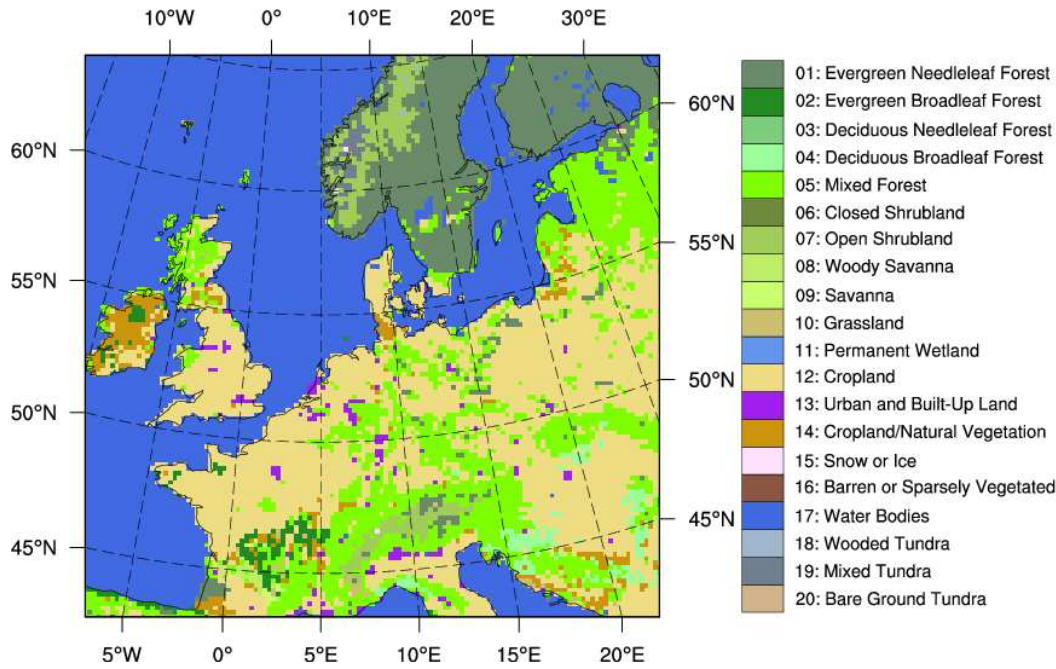 10°W 0° 10°E 20°E 30°E
60°N
55°N
50°N
45°N
60°N
55°N
50°N
45°N
5°W 0° 5°E 10°E 15°E 20°E
01: Evergreen Needleleaf Forest
02: Evergreen Broadleaf Forest
03: Deciduous Needleleaf Forest
04: Deciduous Broadleaf Forest
05: Mixed Forest
06: Closed Shrubland
07: Open Shrubland
08: Woody Savanna
09: Savanna
10: Grassland
11: Permanent Wetland
12: Cropland
13: Urban and Built-Up Land
14: Cropland/Natural Vegetation
15: Snow or Ice
16: Barren or Sparsely Vegetated
17: Water Bodies
18: Wooded Tundra
19: Mixed Tundra
20: Bare Ground Tundra